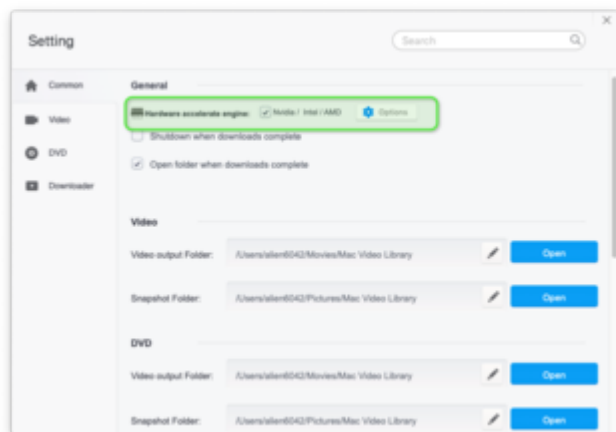 Setting
Search
Common
Video
DVD
Downloader
General
Hardware accelerate engine: Nvidia / Intel / AMD Options
Shutdown when downloads complete
Open folder when downloads complete
Video
Video output Folder: /Users/alien6042/Movies/Mac Video Library Open
Snapshot Folder: /Users/alien6042/Pictures/Mac Video Library Open
DVD
Video output Folder: /Users/alien6042/Movies/Mac Video Library Open
Snapshot Folder: /Users/alien6042/Pictures/Mac Video Library Open